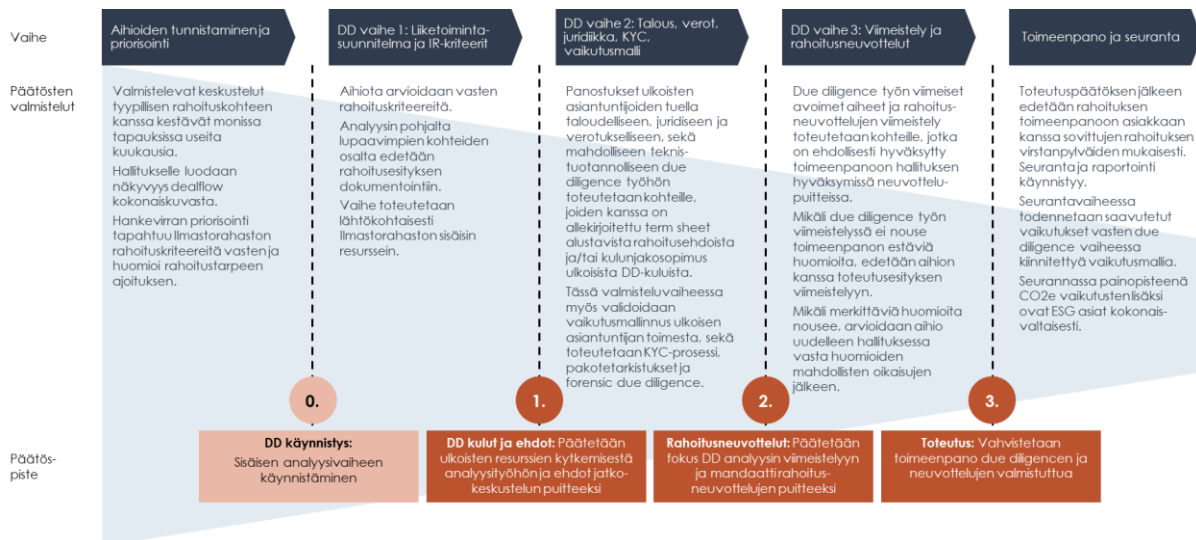 Vaihe
Aihioiden tunnistaminen ja
priorisointi
DD vaihe 1: Liiketoiminta-
suunnitelma ja IR-kriteerit
DD vaihe 2: Talous, verot,
juridiikka, KYC,
vaikutusmalli
DD vaihe 3: Viimeistely ja
rahoitusneuvottelut
Toimeenpano ja seuranta
Päätösten
valmistelut
Valmistelevat keskustelut
tyypillisen rahoituskohteen
kanssa kestävät monissa
tapauksissa useita
kuukausia.
Hallitukselle luodaan
näkyvyys dealflow
kokonaiskuvasta.
Hankevirran priorisointi
tapahtuu Ilmastorahaston
rahoituskriteereitä vasten ja
huomioi rahoitustarpeen
ajoituksen.
Aihiota arvioidaan vasten
rahoituskriteereitä.
Analyysin pohjalta
lupaavimpien kohteiden
osalta edetään
rahoitusesityksen
dokumentointiin.
Vaihe toteutetaan
lähtökohtaisesti
Ilmastorahaston sisäisin
resurssein.
Panostukset ulkoisten
asiantuntijoiden tuella
taloudelliseen, juridiseen ja
verotukselliseen, sekä
mahdolliseen teknis-
tuotannolliseen due
diligence työhön
toteutetaan kohteille,
joiden kanssa on
allekirjoitettu term sheet
alustavista rahoitusehdoista
ja/tai kulunjakosopimus
ulkoisista DD-kuluista.
Tässä valmisteluvaiheessa
myös validoidaan
vaikutusmallinnus ulkoisen
asiantuntijan toimesta, sekä
toteutetaan KYC-prosessi,
pakotetarkistukset ja
forensic due diligence.
Due diligence työn viimeiset
avoimet aiheet ja rahoitus-
neuvottelujen viimeistely
toteutetaan kohteille, jotka
on ehdollisesti hyväksytty
toimeenpanoon hallituksen
hyväksymissä neuvottelu-
puitteissa.
Mikäli due diligence työn
viimeistelyssä ei nouse
toimeenpanon estäviä
huomioita, edetään aihion
kanssa toteutusesityksen
viimeistelyyn.
Mikäli merkittäviä huomioita
nousee, arvioidaan aihio
uudelleen hallituksessa
vasta huomioiden
mahdollisten oikaisujen
jälkeen.
Toteutuspäätöksen jälkeen
edetään rahoituksen
toimeenpanoon asiakkaan
kanssa sovittujen rahoituksen
virstanpylväiden mukaisesti.
Seuranta ja raportointi
käynnistyy.
Seurantavaiheessa
todennetaan saavutetut
vaikutukset vasten due
diligence vaiheessa
kiinnitettyä vaikutusmallia.
Seurannassa painopisteenä
CO2e vaikutusten lisäksi
ovat ESG asiat kokonais-
valtaisesti.
0.
1.
2.
3.
Päätös-
piste
DD käynnistys:
Sisäisen analyysivaiheen
käynnistäminen
DD kulut ja ehdot: Päätetään
ulkoisten resurssien kytkemisestä
analyysityöhön ja ehdot jatko-
keskustelun puitteeksi
Rahoitusneuvottelut: Päätetään
fokus DD analyysin viimeistelyyn
ja mandaatti rahoitus-
neuvottelujen puitteeksi
Toteutus: Vahvistetaan
toimeenpano due diligencen ja
neuvottelujen valmistuttua